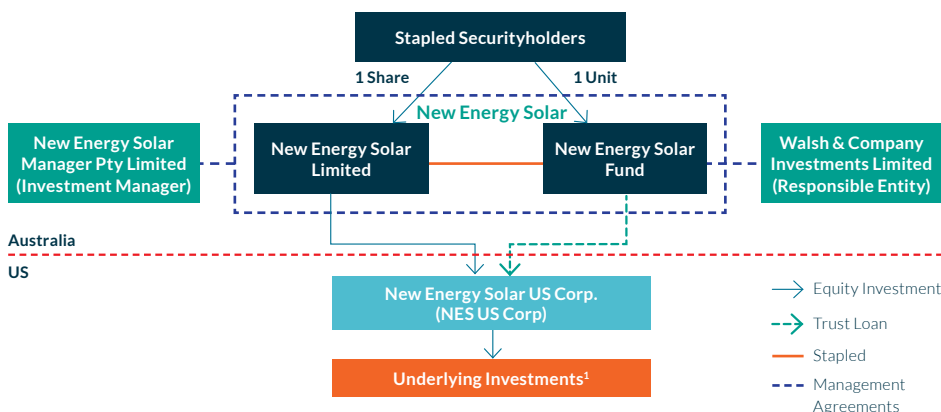 Stapled Securityholders
1 Share
1 Unit
New Energy Solar
New Energy Solar
Manager Pty Limited
(Investment Manager)
New Energy Solar
Limited
New Energy Solar
Fund
Walsh & Company
Investments Limited
(Responsible Entity)
Australia
US
New Energy Solar US Corp.
(NES US Corp)
Underlying Investments¹
Equity Investment
Trust Loan
Stapled
Management
Agreements